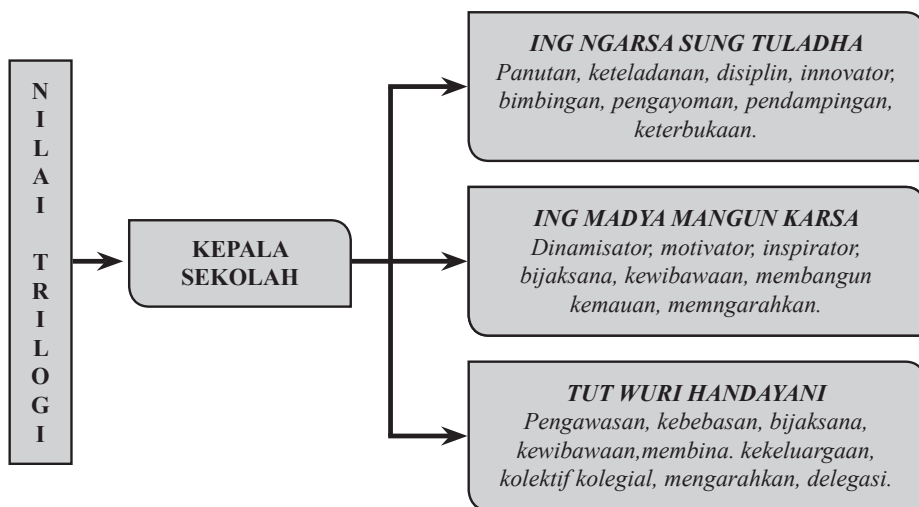 NILAI TRILOGI
KEPALA
SEKOLAH
ING NGARSA SUNG TULADHA
Panutan, keteladanan, disiplin, innovator,
bimbingan, pengayoman, pendampingan,
keterbukaan.
ING MADYA MANGUN KARSA
Dinamisator, motivator, inspirator,
bijaksana, kewibawaan, membangun
kemauan, memngarahkan.
TUT WURI HANDAYANI
Pengawasan, kebebasan, bijaksana,
kewibawaan,membina. kekeluargaan,
kolektif kolegial, mengarahkan, delegasi.